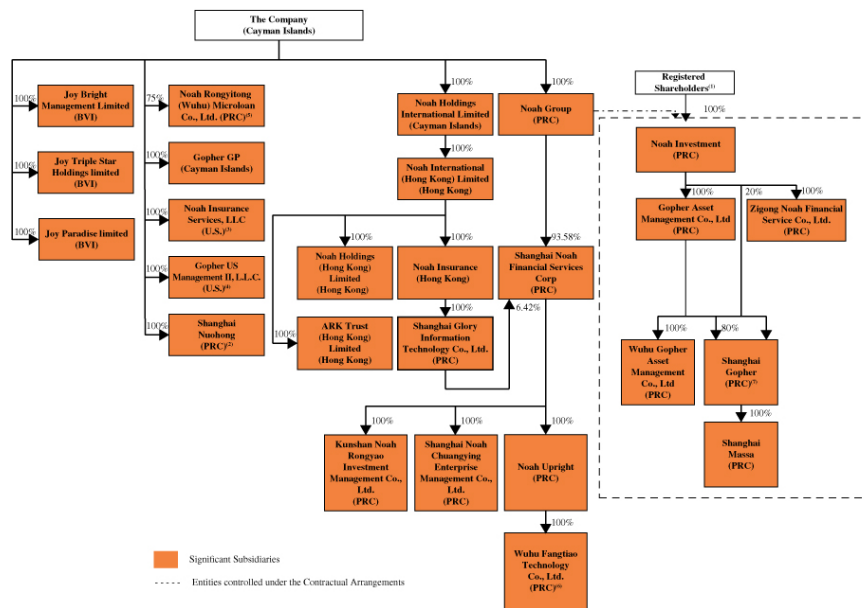 The Company
(Cayman Islands)
100%
Joy Bright
Management Limited
(BVI)
100%
Joy Triple Star
Holdings limited
(BVI)
100%
Joy Paradise limited
(BVI)
75%
Noah Rongyitong
(Wuhu) Microloan
Co., Ltd. (PRC)(5)
100%
Gopher GP
(Cayman Islands)
100%
Noah Insurance
Services, LLC
(U.S.)(3)
100%
Gopher US
Management II, L.L.C.
(U.S.)(4)
100%
Shanghai
Nuohong
(PRC)(2)
100%
Noah Holdings
International Limited
(Cayman Islands)
100%
Noah International
(Hong Kong) Limited
(Hong Kong)
100%
Noah Holdings
(Hong Kong)
Limited
(Hong Kong)
100%
Noah Insurance
(Hong Kong)
100%
ARK Trust
(Hong Kong)
Limited
(Hong Kong)
100%
Shanghai Glory
Information
Technology Co., Ltd.
(PRC)
100%
Noah Group
(PRC)
93.58%
Shanghai Noah
Financial Services
Corp
(PRC)
6.42%
100%
Kunshan Noah
Rongyao
Investment
Management Co.,
Ltd.
(PRC)
100%
Shanghai Noah
Chuangying
Enterprise
Management Co.,
Ltd.
(PRC)
100%
Noah Upright
(PRC)
100%
Wuhu Fangtiao
Technology
Co., Ltd.
(PRC)(6)
Registered
Shareholders(1)
100%
Noah Investment
(PRC)
100%
Gopher Asset
Management Co., Ltd
(PRC)
20%
100%
Zigong Noah Financial
Service Co., Ltd.
(PRC)
100%
Wuhu Gopher
Asset
Management
Co., Ltd
(PRC)
80%
Shanghai
Gopher
(PRC)(7)
100%
Shanghai
Massa
(PRC)
Significant Subsidiaries
Entities controlled under the Contractual Arrangements